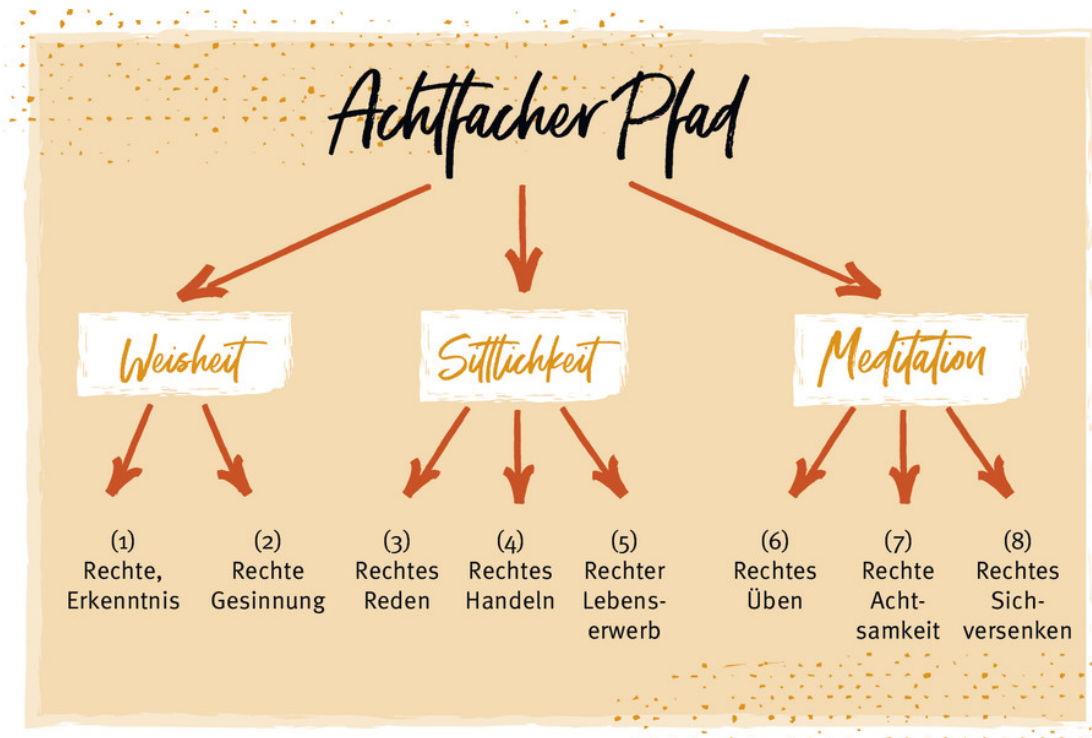 Achtfacher Pfad
Weisheit
Sittlichkeit
Meditation
(1)
Rechte,
Erkenntnis
(2)
Rechte
Gesinnung
(3)
Rechtes
Reden
(4)
Rechtes
Handeln
(5)
Rechter
Lebens-
erwerb
(6)
Rechtes
Üben
(7)
Rechte
Acht-
samkeit
(8)
Rechtes
Sich-
versenken